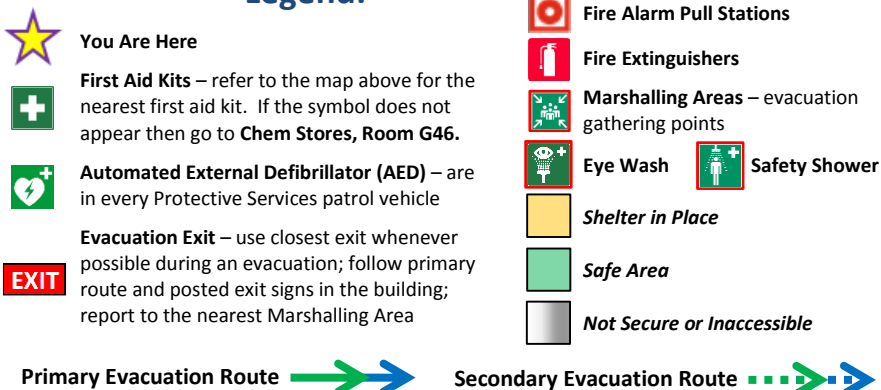 Legend:
You Are Here
First Aid Kits – refer to the map above for the
nearest first aid kit.  If the symbol does not
appear then go to Chem Stores, Room G46.
Automated External Defibrillator (AED) – are
in every Protective Services patrol vehicle
EXIT
Evacuation Exit – use closest exit whenever
possible during an evacuation; follow primary
route and posted exit signs in the building;
report to the nearest Marshalling Area
Primary Evacuation Route
Fire Alarm Pull Stations
Fire Extinguishers
Marshalling Areas – evacuation
gathering points
Eye Wash
Safety Shower
Shelter in Place
Safe Area
Not Secure or Inaccessible
Secondary Evacuation Route